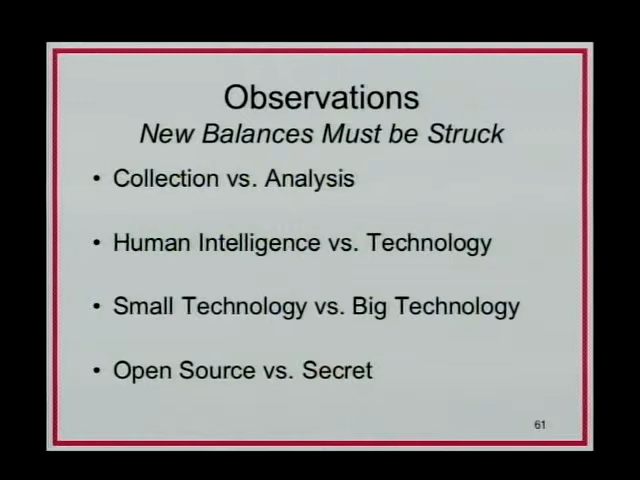 Observations
New Balances Must be Struck
• Collection vs. Analysis
• Human Intelligence vs. Technology
• Small Technology vs. Big Technology
• Open Source vs. Secret
61